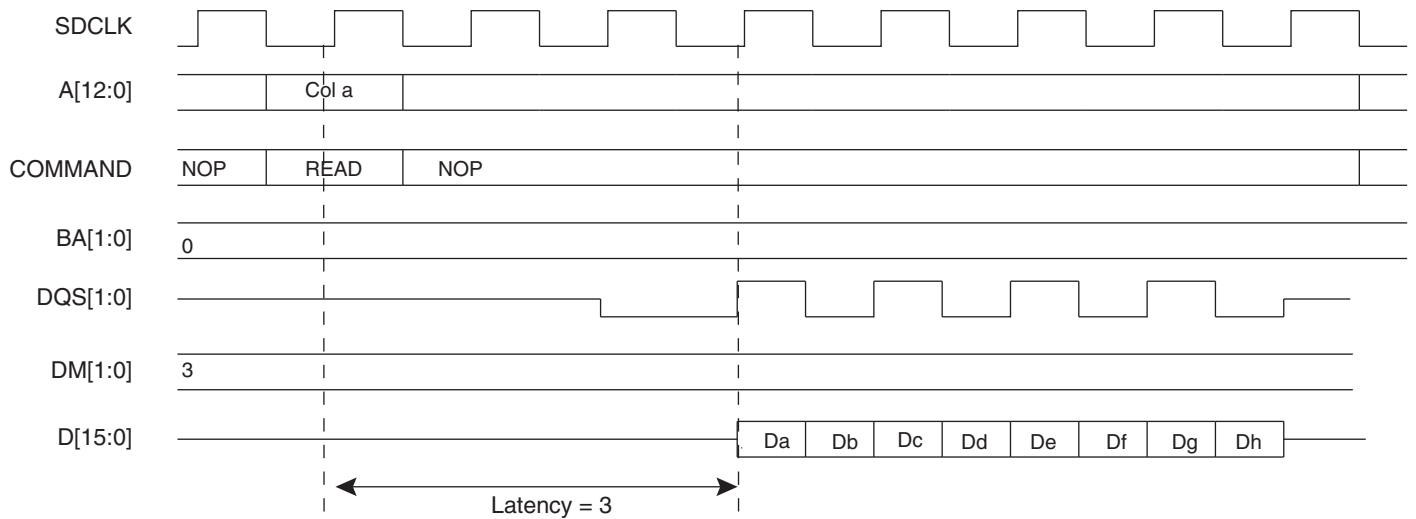 SDCLK
A[12:0] Col a
COMMAND NOP READ NOP
BA[1:0] 0
DQS[1:0]
DM[1:0] 3
D[15:0] Da Db Dc Dd De Df Dg Dh
Latency = 3